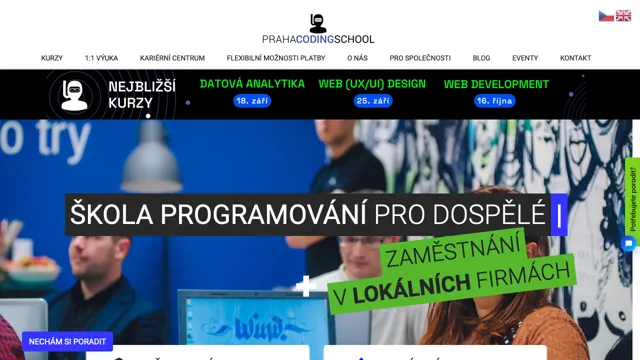 PRAHACODINGSCHOOL
KURZY
1:1 VÝUKA
KARIÉRNÍ CENTRUM
FLEXIBILNÍ MOŽNOSTI PLATBY
O NÁS
PRO SPOLEČNOSTI
BLOG
EVENTY
KONTAKT
NEJBLIŽŠÍ
KURZY
DATOVÁ ANALYTIKA
18. září
WEB (UX/UI) DESIGN
25. září
WEB DEVELOPMENT
16. října
o try
Potřebujete poradit?
ŠKOLA PROGRAMOVÁNÍ PRO DOSPĚLÉ
ZAMĚSTNÁNÍ
+
V LOKÁLNÍCH FIRMÁCH
NECHÁM SI PORADIT